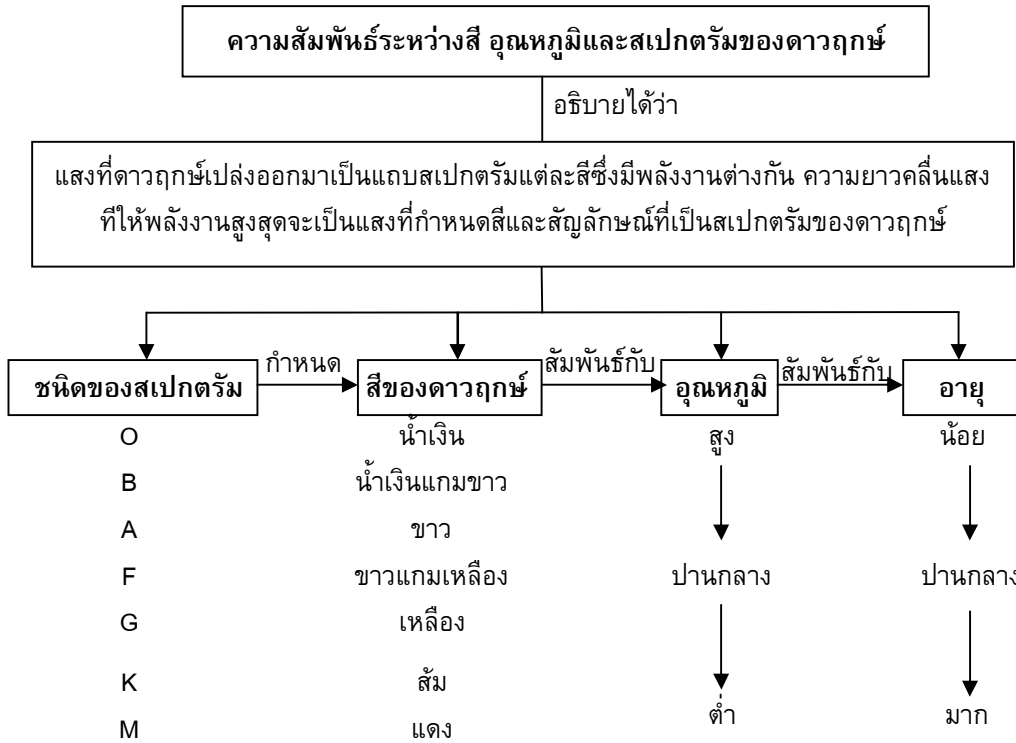 ความสัมพันธ์ระหว่างสี อุณหภูมิและสเปกตรัมของดาวฤกษ์
อธิบายได้ว่า
แสงที่ดาวฤกษ์เปล่งออกมาเป็นแถบสเปกตรัมแต่ละสีซึ่งมีพลังงานต่างกัน ความยาวคลื่นแสง
ทีให้พลังงานสูงสุดจะเป็นแสงที่กำหนดสีและสัญลักษณ์ที่เป็นสเปกตรัมของดาวฤกษ์
ชนิดของสเปกตรัม กำหนด สีของดาวฤกษ์ สัมพันธ์กับ อุณหภูมิ สัมพันธ์กับ อายุ
O น้ำเงิน สูง น้อย
B น้ำเงินแกมขาว
A ขาว
F ขาวแกมเหลือง ปานกลาง ปานกลาง
G เหลือง
K ส้ม
M แดง ต่ำ มาก